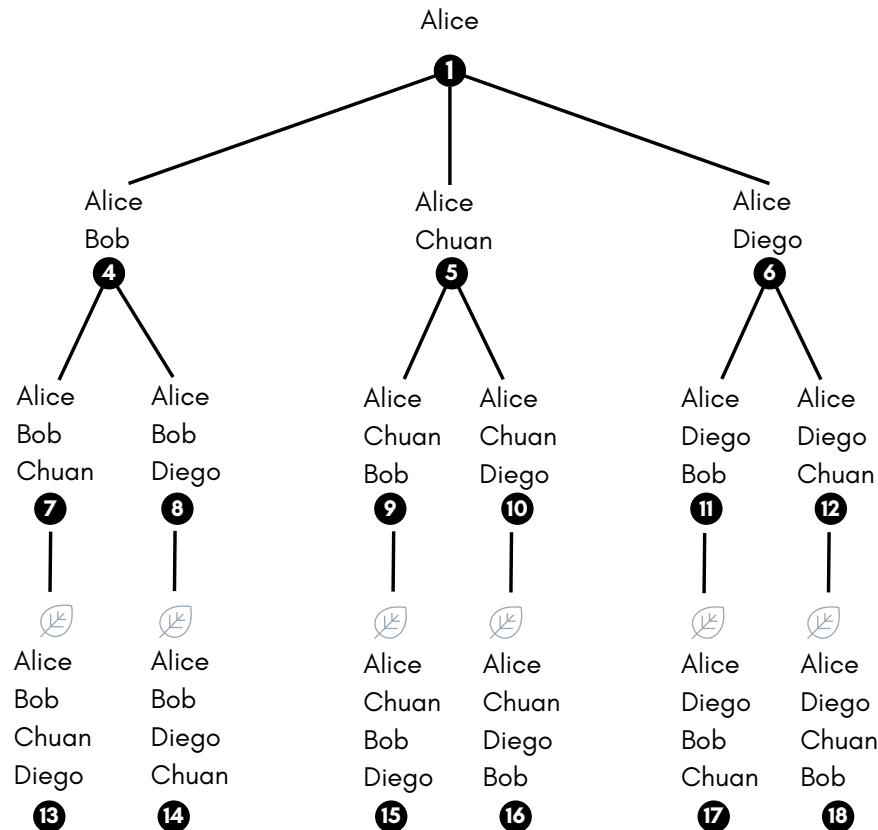 Alice
1
Alice
Bob
4
Alice
Chuan
5
Alice
Diego
6
Alice
Bob
Chuan
7
Alice
Bob
Diego
8
Alice
Chuan
Bob
9
Alice
Chuan
Diego
10
Alice
Diego
Bob
11
Alice
Diego
Chuan
12
Alice
Bob
Chuan
Diego
13
Alice
Bob
Diego
Chuan
14
Alice
Chuan
Bob
Diego
15
Alice
Chuan
Diego
Bob
16
Alice
Diego
Bob
Chuan
17
Alice
Diego
Chuan
Bob
18